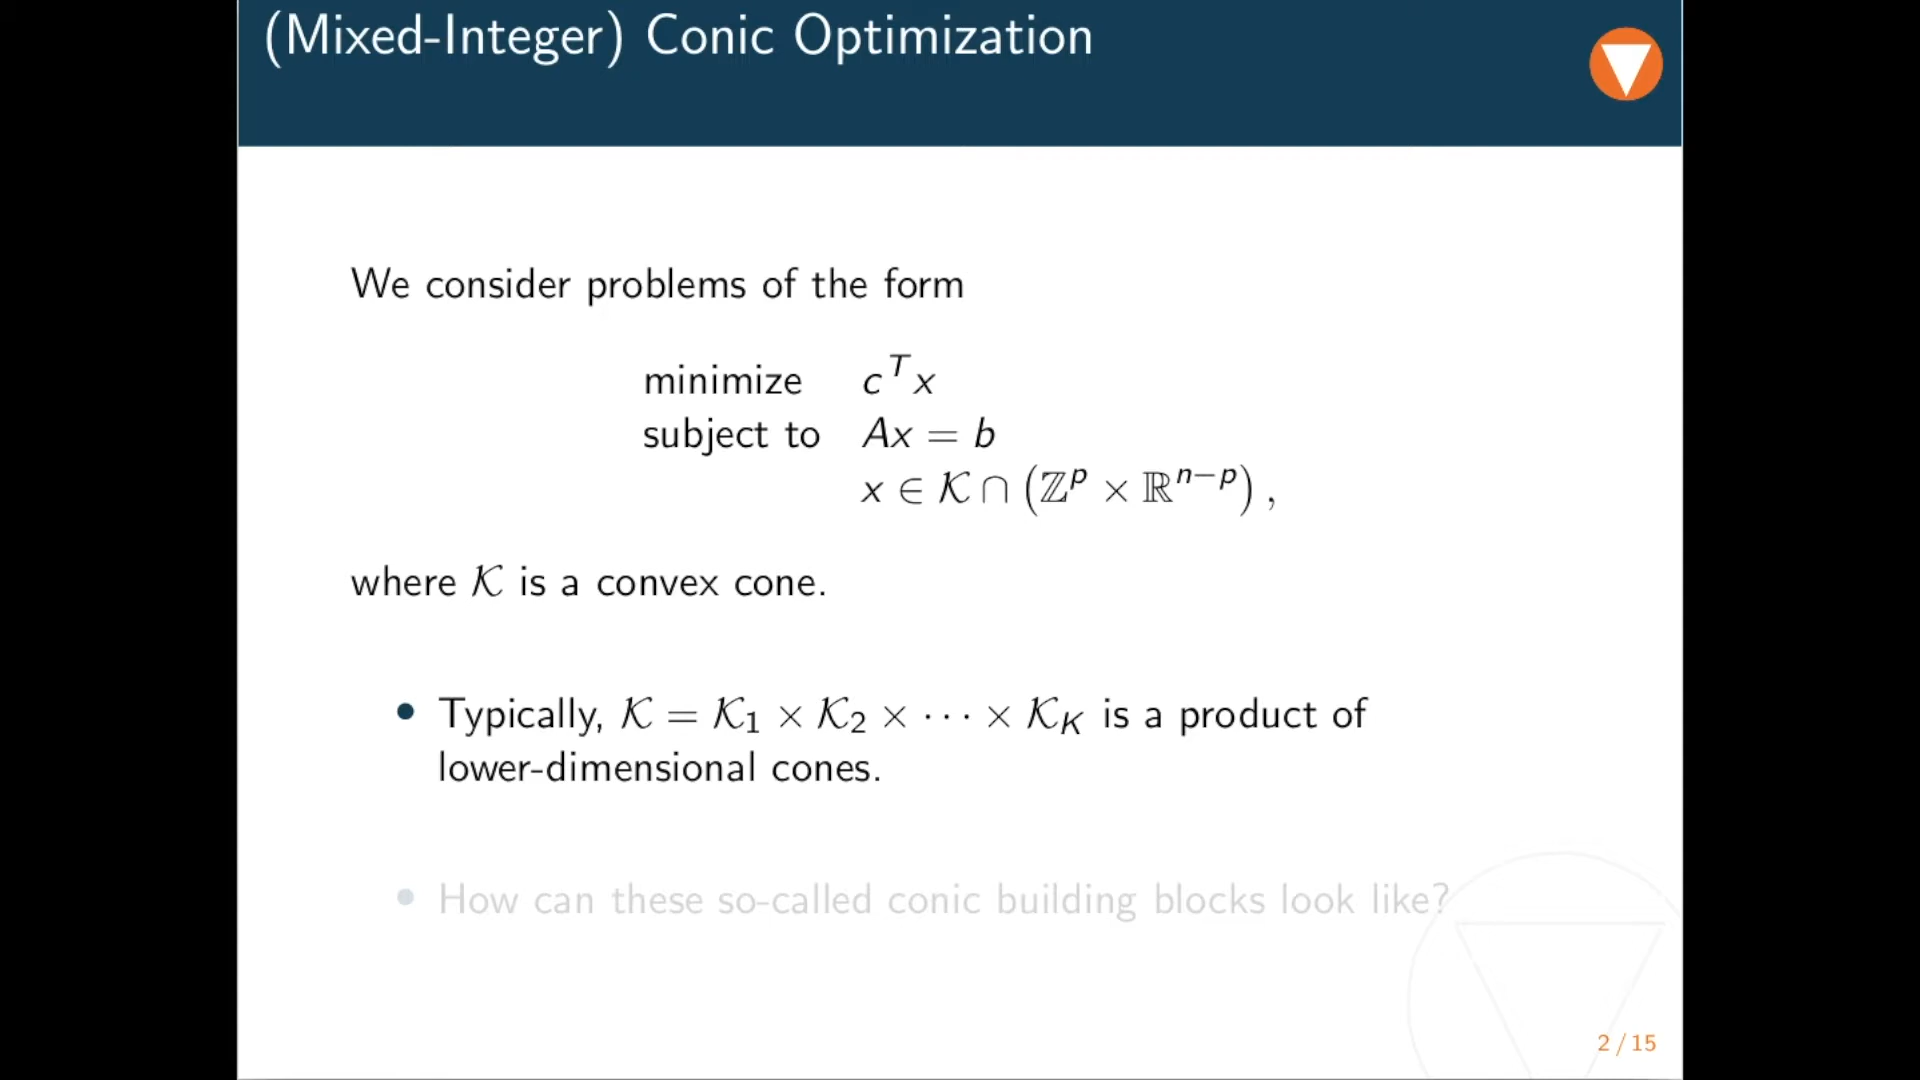 (Mixed-Integer) Conic Optimization
We consider problems of the form
minimize c^T x
subject to Ax = b
x ∈ 𝒦 ∩ (ℤ^p × ℝ^{n−p}) ,
where 𝒦 is a convex cone.
• Typically, 𝒦 = 𝒦_1 × 𝒦_2 × ··· × 𝒦_K is a product of
lower-dimensional cones.
• How can these so-called conic building blocks look like?
2 / 15